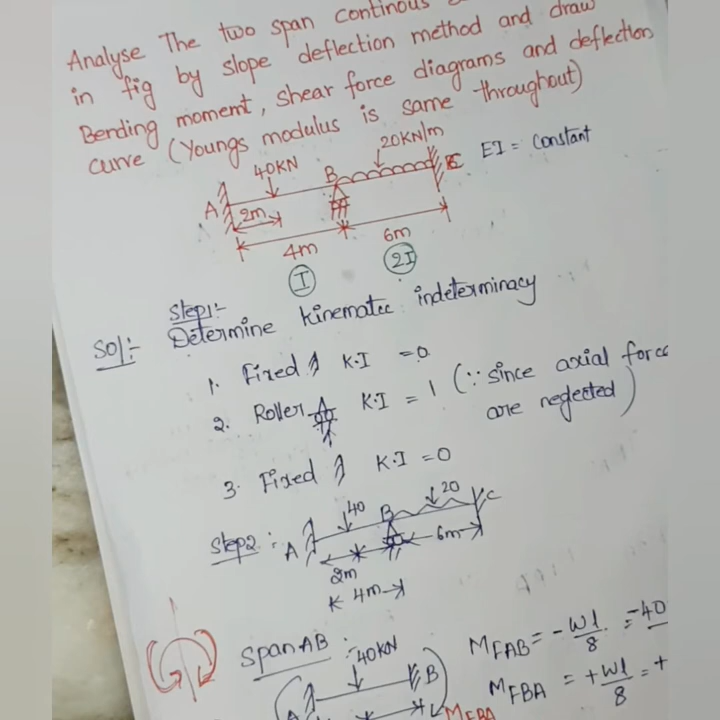 Analyse The two span continous
in fig by slope deflection method and draw
Bending moment, shear force diagrams and deflection
curve (Youngs modulus is same throughout)
40KN B 20KN/m EI = constant
A
2m
4m 6m
I 2I
Step1:-
Sol:- Determine kinematec indeterminacy
1. Fixed K.I = 0
2. Roller K.I = 1 (∵ since axial force
are neglected)
3. Fixed K.I = 0
Step2: A 40 B 20 C
2m 6m
4m
Span AB :- MFAB = -wl/8 = -40
40KN B MFBA = +wl/8 = +
A MFBA